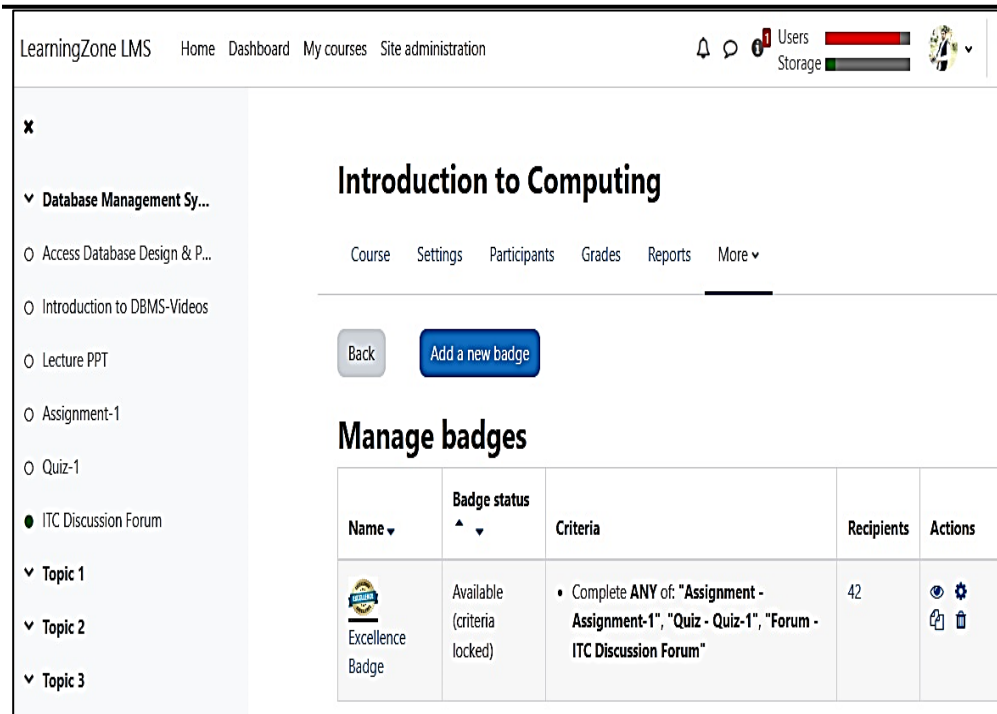 LearningZone LMS Home Dashboard My courses Site administration
1
Users
Storage
Database Management Sy...
Access Database Design & P...
Introduction to DBMS-Videos
Lecture PPT
Assignment-1
Quiz-1
ITC Discussion Forum
Topic 1
Topic 2
Topic 3
Introduction to Computing
Course Settings Participants Grades Reports More
Back Add a new badge
Manage badges
Name Badge status Criteria Recipients Actions
EXCELLENCE
Excellence
Badge
Available
(criteria
locked)
• Complete ANY of: "Assignment -
Assignment-1", "Quiz - Quiz-1", "Forum -
ITC Discussion Forum"
42